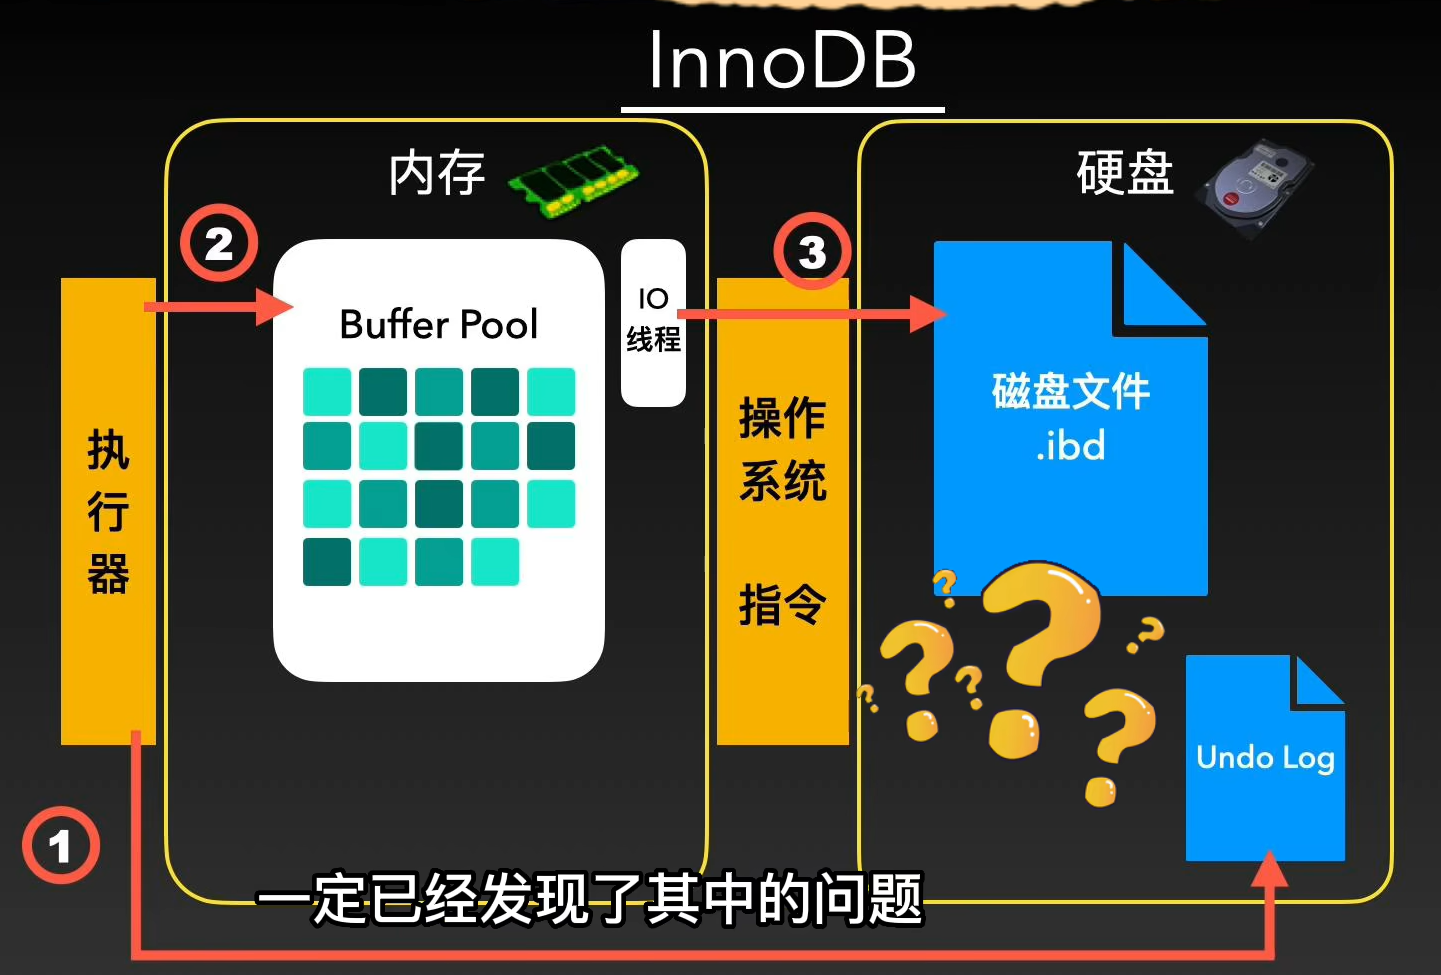 InnoDB
内存
硬盘
2
3
Buffer Pool
IO
线程
执
行
器
操作
系统
指令
磁盘文件
.ibd
Undo Log
1
一定已经发现了其中的问题